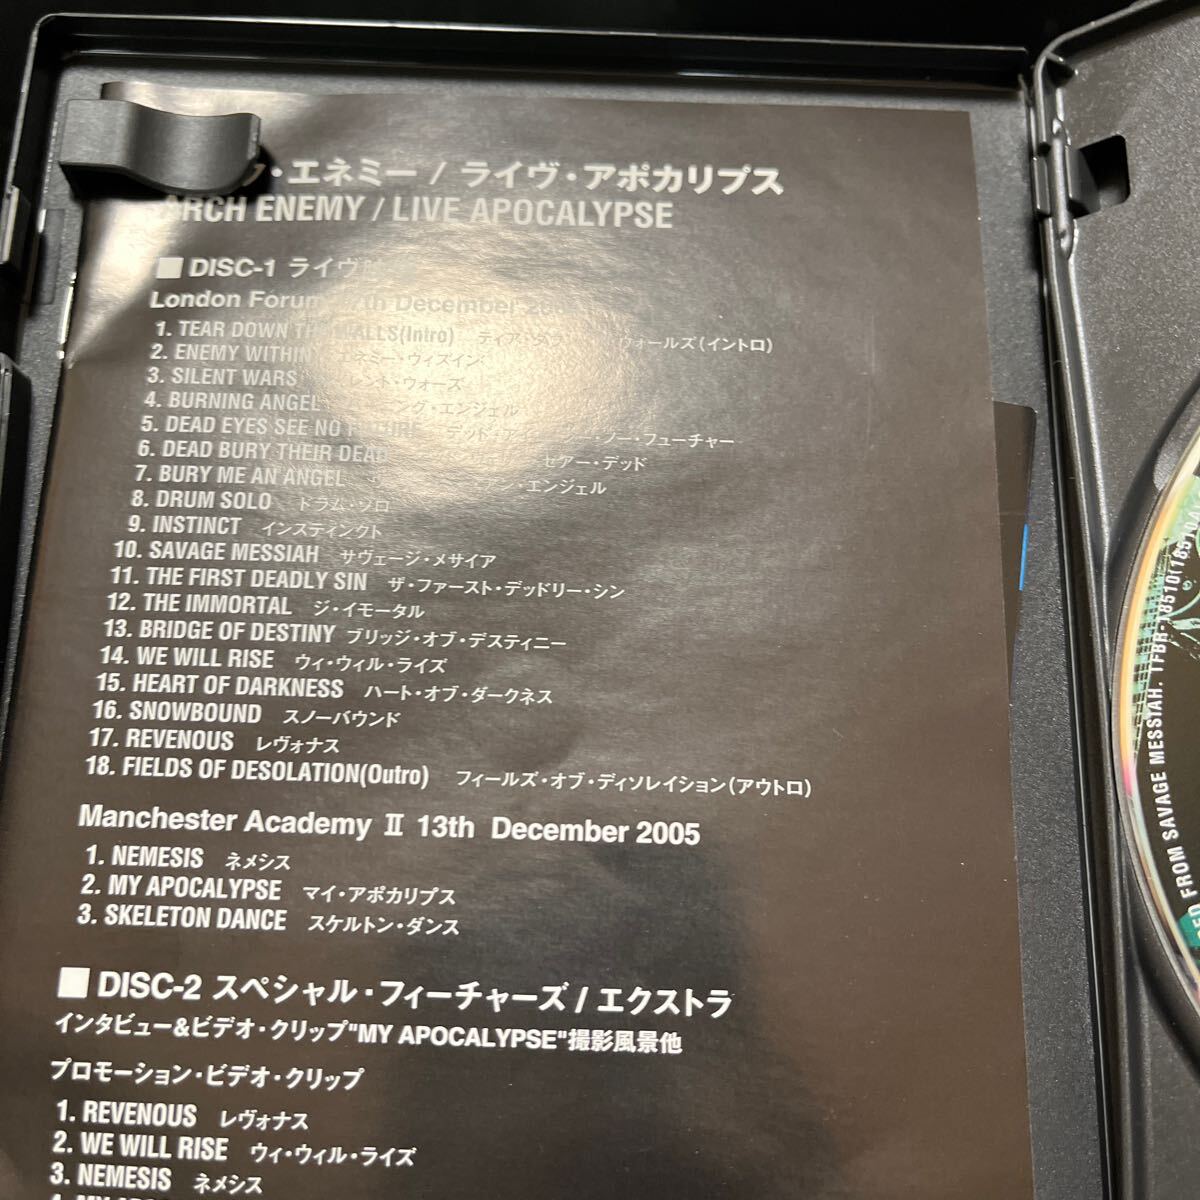 ク・エネミー / ライヴ・アポカリプス
ARCH ENEMY / LIVE APOCALYPSE
■ DISC-1 ライヴ
London Forum 17th December
1. TEAR DOWN THE WALLS(Intro) ティア・ダウ ウォールズ(イントロ)
2. ENEMY WITHIN エネミー・ウィズイン
3. SILENT WARS イレント・ウォーズ
4. BURNING ANGEL ング・エンジェル
5. DEAD EYES SEE NO FUTURE デッド・ ノー・フューチャー
6. DEAD BURY THEIR DEAD ゼアー・デッド
7. BURY ME AN ANGEL アン・エンジェル
8. DRUM SOLO ドラム・ソロ
9. INSTINCT インスティンクト
10. SAVAGE MESSIAH サヴェージ・メサイア
11. THE FIRST DEADLY SIN ザ・ファースト・デッドリー・シン
12. THE IMMORTAL ジ・イモータル
13. BRIDGE OF DESTINY ブリッジ・オブ・デスティニー
14. WE WILL RISE ウィ・ウィル・ライズ
15. HEART OF DARKNESS ハート・オブ・ダークネス
16. SNOWBOUND スノーバウンド
17. REVENOUS レヴォナス
18. FIELDS OF DESOLATION(Outro) フィールズ・オブ・ディソレイション(アウトロ)
Manchester Academy Ⅱ 13th December 2005
1. NEMESIS ネメシス
2. MY APOCALYPSE マイ・アポカリプス
3. SKELETON DANCE スケルトン・ダンス
■ DISC-2 スペシャル・フィーチャーズ / エクストラ
インタビュー&ビデオ・クリップ"MY APOCALYPSE"撮影風景他
プロモーション・ビデオ・クリップ
1. REVENOUS レヴォナス
2. WE WILL RISE ウィ・ウィル・ライズ
3. NEMESIS ネメシス
FROM SAVAGE MESSIAH. TFBR-18510(18510A)